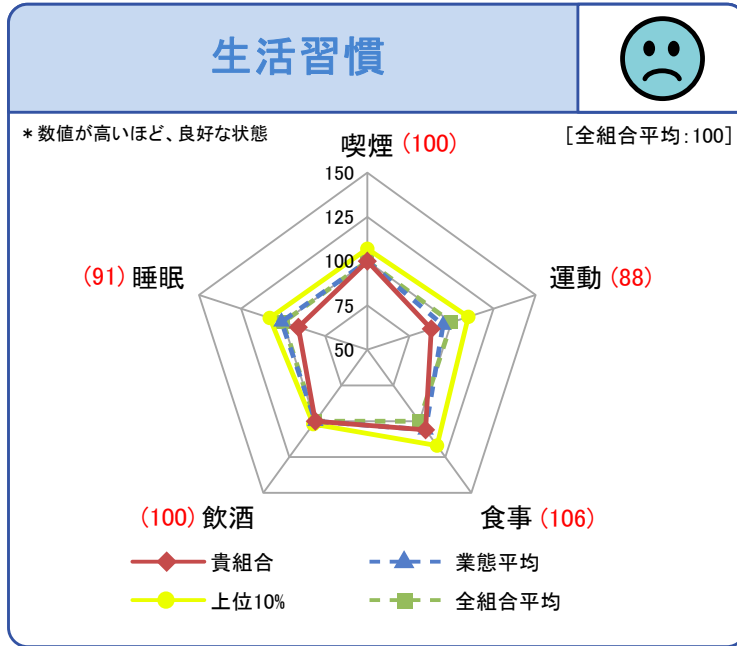 生活習慣
*数値が高いほど、良好な状態
[全組合平均:100]
喫煙(100)
150
125
100
75
50
(91)睡眠
運動(88)
(100)飲酒
食事(106)
貴組合
業態平均
上位10%
全組合平均